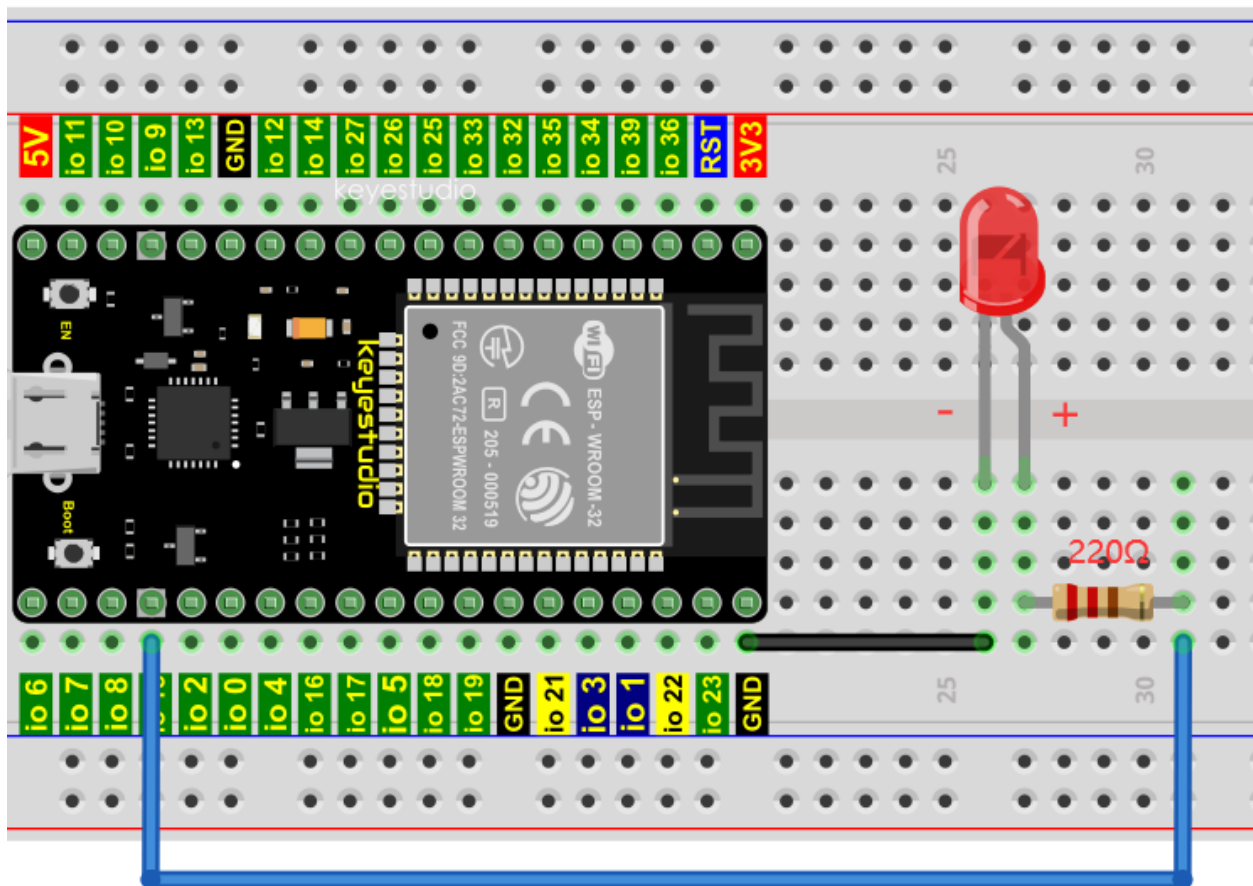 5V
io 11
io 10
io 9
io 13
GND
io 12
io 14
io 27
io 26
io 25
io 33
io 32
io 35
io 34
io 39
io 36
RST
3V3
25
30
keyestudio
EN
Boot
keyestudio
WiFi
ESP-WROOM-32
CE
R
205-000519
FCC 9D:2AC72-ESPWROOM 32
-
+
220Ω
io 6
io 7
io 8
io 2
io 0
io 4
io 16
io 17
io 5
io 18
io 19
GND
io 21
io 3
io 1
io 22
io 23
GND
25
30